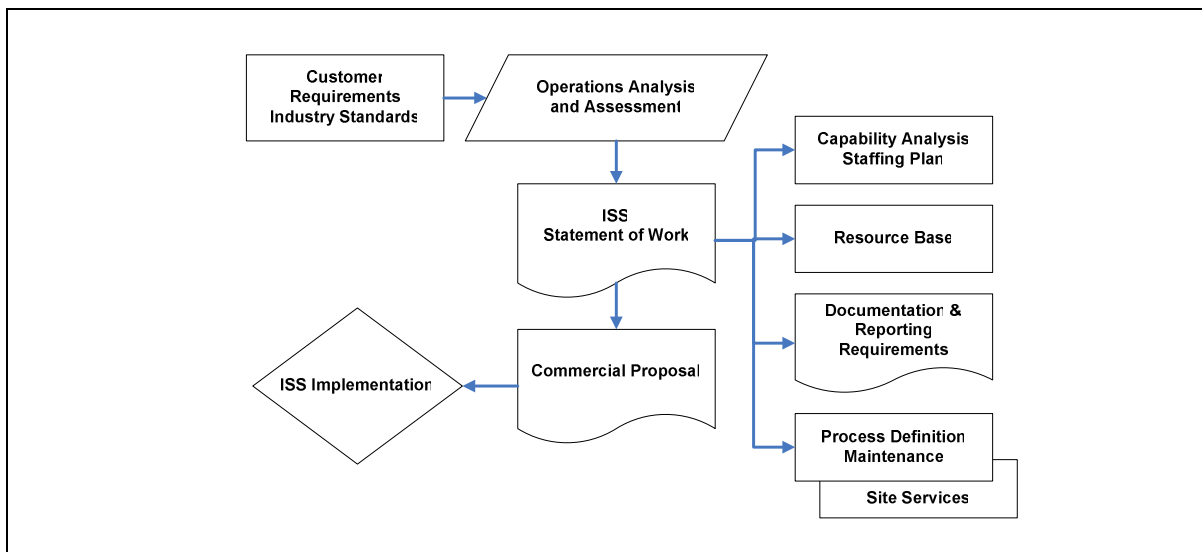 Customer
Requirements
Industry Standards
Operations Analysis
and Assessment
Capability Analysis
Staffing Plan
ISS
Statement of Work
Resource Base
Documentation &
Reporting
Requirements
Commercial Proposal
ISS Implementation
Process Definition
Maintenance
Site Services